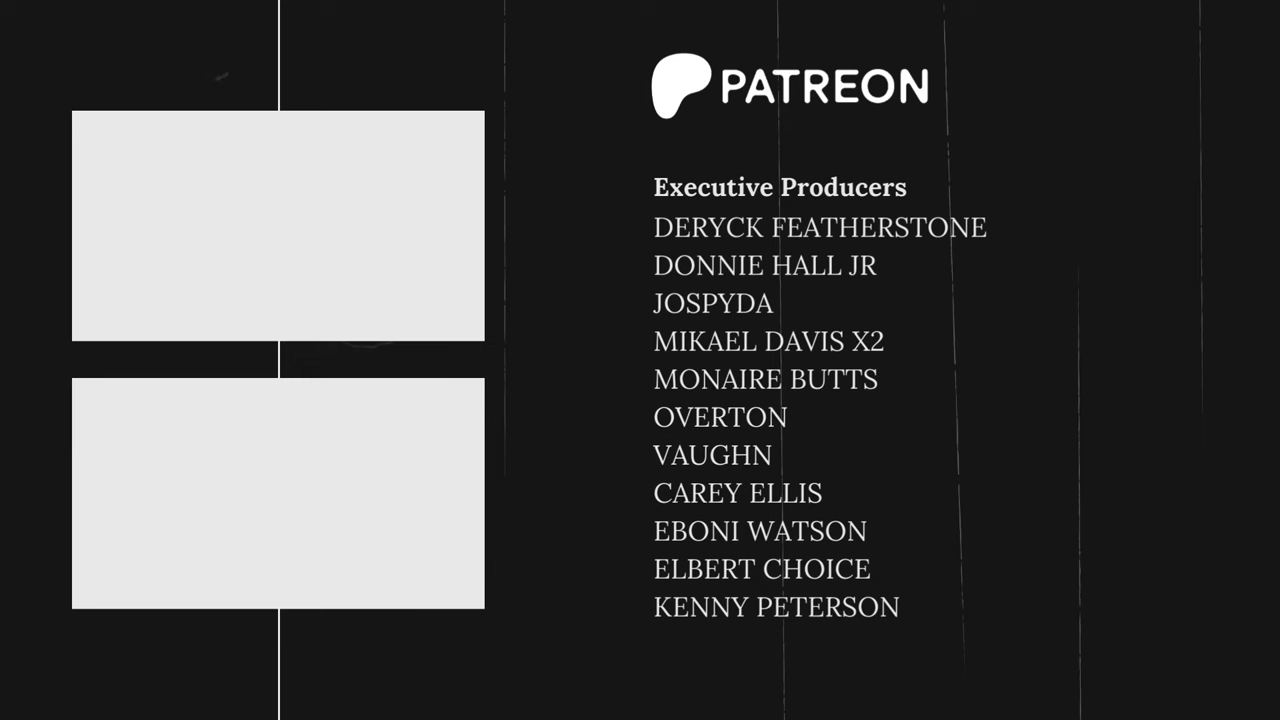 PATREON
Executive Producers
DERYCK FEATHERSTONE
DONNIE HALL JR
JOSPYDA
MIKAEL DAVIS X2
MONAIRE BUTTS
OVERTON
VAUGHN
CAREY ELLIS
EBONI WATSON
ELBERT CHOICE
KENNY PETERSON